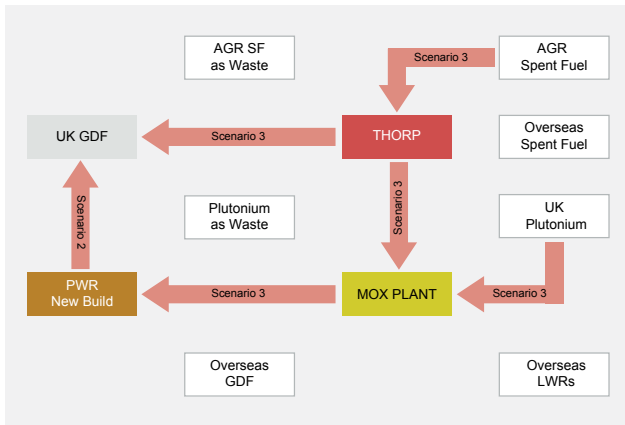 AGR SF
as Waste
Scenario 3
AGR
Spent Fuel
UK GDF
Scenario 3
THORP
Overseas
Spent Fuel
Scenario 2
Plutonium
as Waste
Scenario 3
UK
Plutonium
PWR
New Build
Scenario 3
MOX PLANT
Scenario 3
Overseas
GDF
Overseas
LWRs